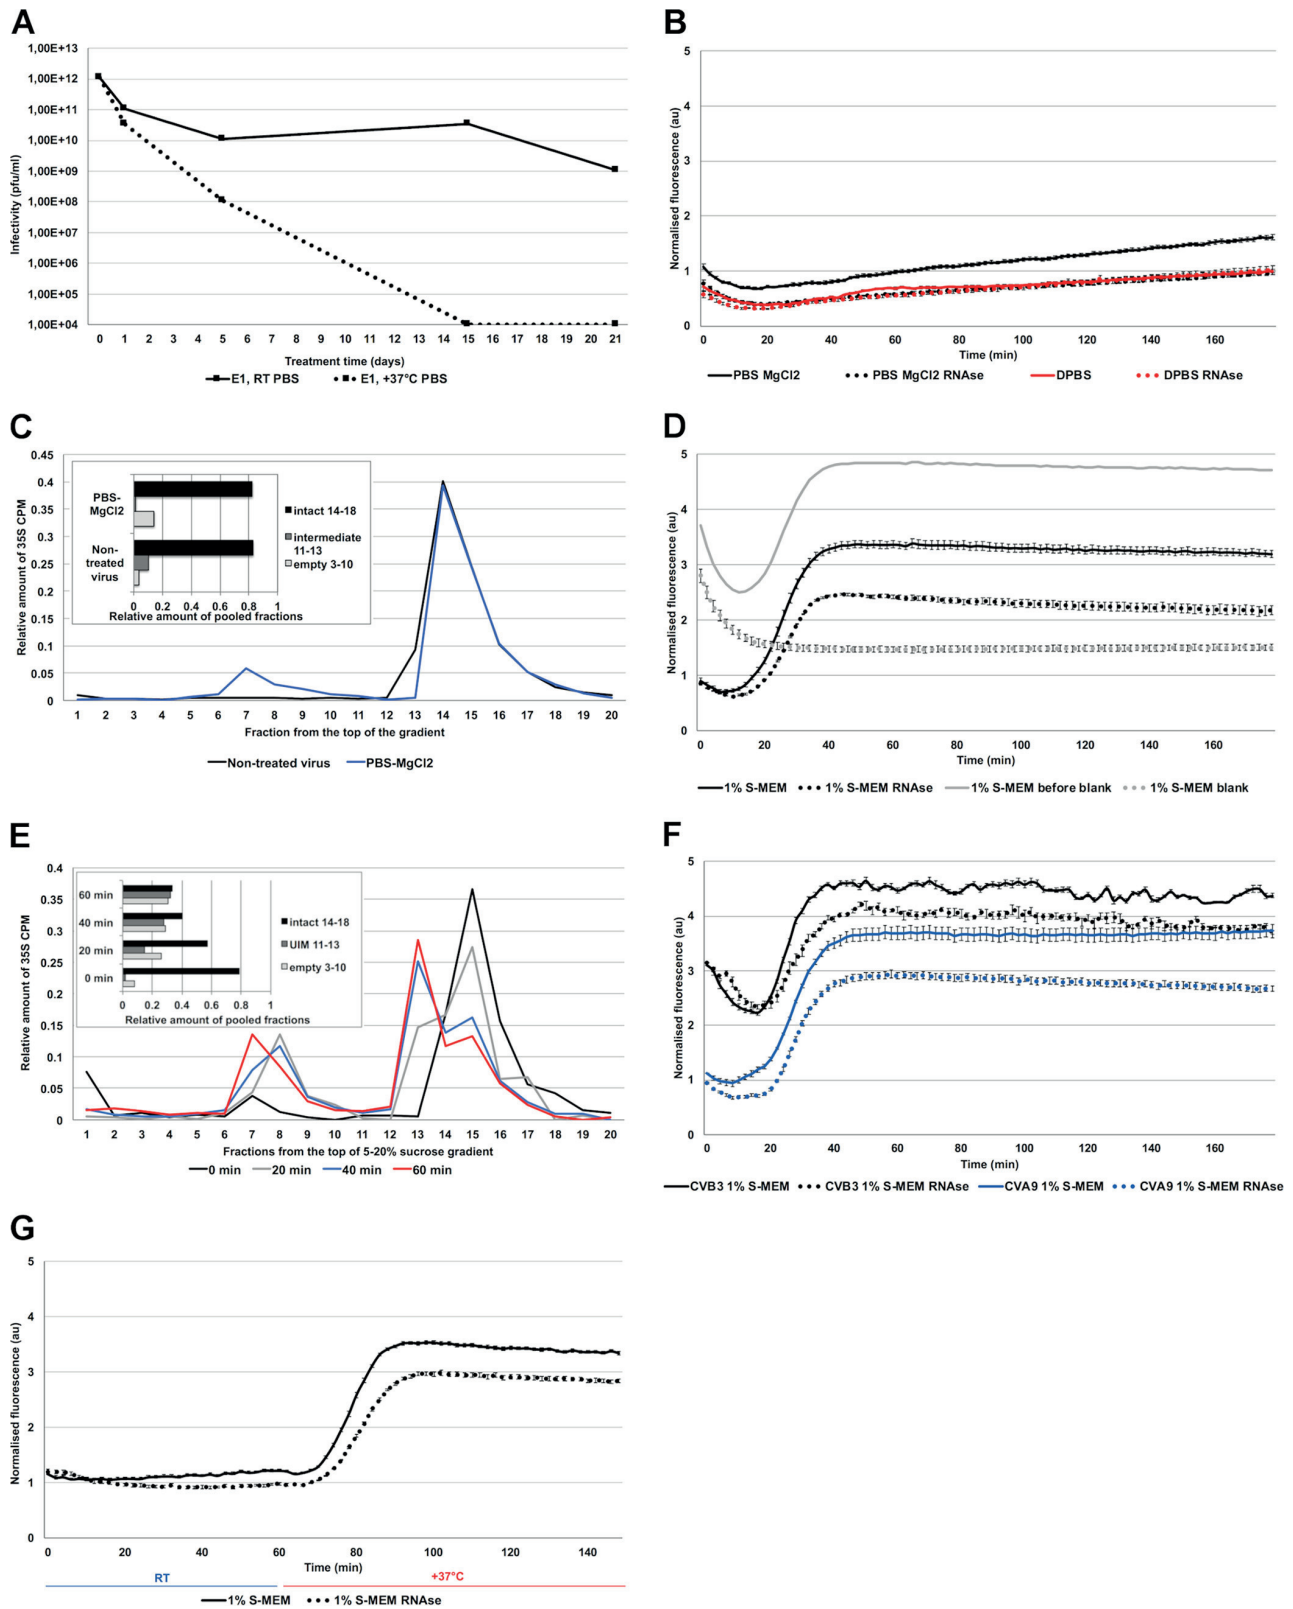 A
1,00E+13
1,00E+12
1,00E+11
1,00E+10
1,00E+09
1,00E+08
1,00E+07
1,00E+06
1,00E+05
1,00E+04
Infectivity (pfu/ml)
0 1 2 3 4 5 6 7 8 9 10 11 12 13 14 15 15 16 17 18 19 20 21
Treatment time (days)
E1, RT PBS
E1, +37°C PBS
B
5
4
3
2
1
0
Normalised fluorescence (au)
0 20 40 60 80 100 120 140 160
Time (min)
PBS MgCl2
PBS MgCl2 RNAse
DPBS
DPBS RNAse
C
0.45
0.4
0.35
0.3
0.25
0.2
0.15
0.1
0.05
0
Relative amount of 35S CPM
PBS-
MgCl2
Non-
treated
virus
intact 14-18
intermediate
11-13
empty 3-10
0 0.2 0.4 0.6 0.8 1
Relative amount of pooled fractions
1 2 3 4 5 6 7 8 9 10 11 12 13 14 15 16 17 18 19 20
Fraction from the top of the gradient
Non-treated virus
PBS-MgCl2
D
5
4
3
2
1
0
Normalised fluorescence (au)
0 20 40 60 80 100 120 140 160
Time (min)
1% S-MEM
1% S-MEM RNAse
1% S-MEM before blank
1% S-MEM blank
E
0.4
0.35
0.3
0.25
0.2
0.15
0.1
0.05
0
Relative amount of 35S CPM
60 min
40 min
20 min
0 min
intact 14-18
UIM 11-13
empty 3-10
0 0.2 0.4 0.6 0.8 1
Relative amount of pooled fractions
1 2 3 4 5 6 7 8 9 10 11 12 13 14 15 16 17 18 19 20
Fractions from the top of 5-20% sucrose gradient
0 min
20 min
40 min
60 min
F
5
4
3
2
1
0
Normalised fluorescence (au)
0 20 40 60 80 100 120 140 160
Time (min)
CVB3 1% S-MEM
CVB3 1% S-MEM RNAse
CVA9 1% S-MEM
CVA9 1% S-MEM RNAse
G
5
4
3
2
1
0
Normalised fluorescence (au)
0 20 40 60 80 100 120 140
Time (min)
RT
+37°C
1% S-MEM
1% S-MEM RNAse